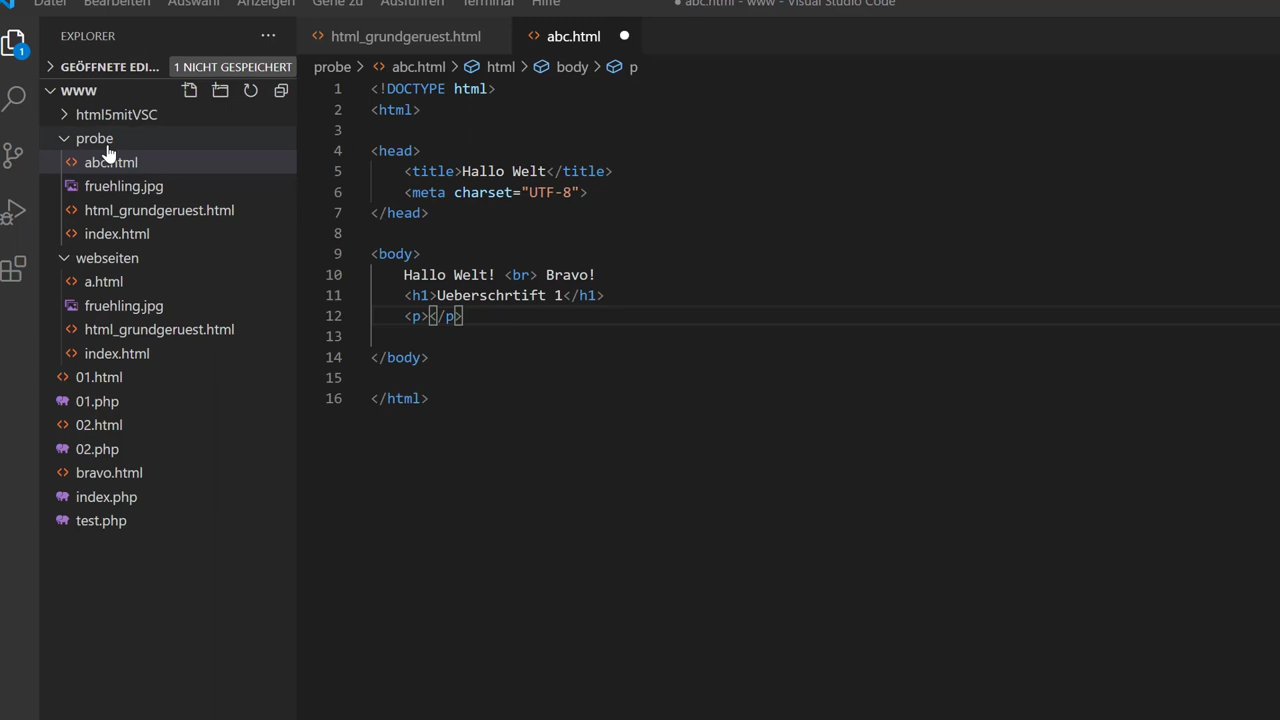 Datei Bearbeiten Auswahl Anzeigen Gehe zu Ausführen Terminal Hilfe ● abc.html - www - Visual Studio Code
EXPLORER ···
html_grundgeruest.html
abc.html
1
GEÖFFNETE EDI... 1 NICHT GESPEICHERT
probe > abc.html > html > body > p
WWW
html5mitVSC
probe
abc.html
fruehling.jpg
html_grundgeruest.html
index.html
webseiten
a.html
fruehling.jpg
html_grundgeruest.html
index.html
01.html
01.php
02.html
02.php
bravo.html
index.php
test.php
1 <!DOCTYPE html>
2 <html>
3
4 <head>
5 <title>Hallo Welt</title>
6 <meta charset="UTF-8">
7 </head>
8
9 <body>
10 Hallo Welt! <br> Bravo!
11 <h1>Ueberschrtift 1</h1>
12 <p></p>
13
14 </body>
15
16 </html>